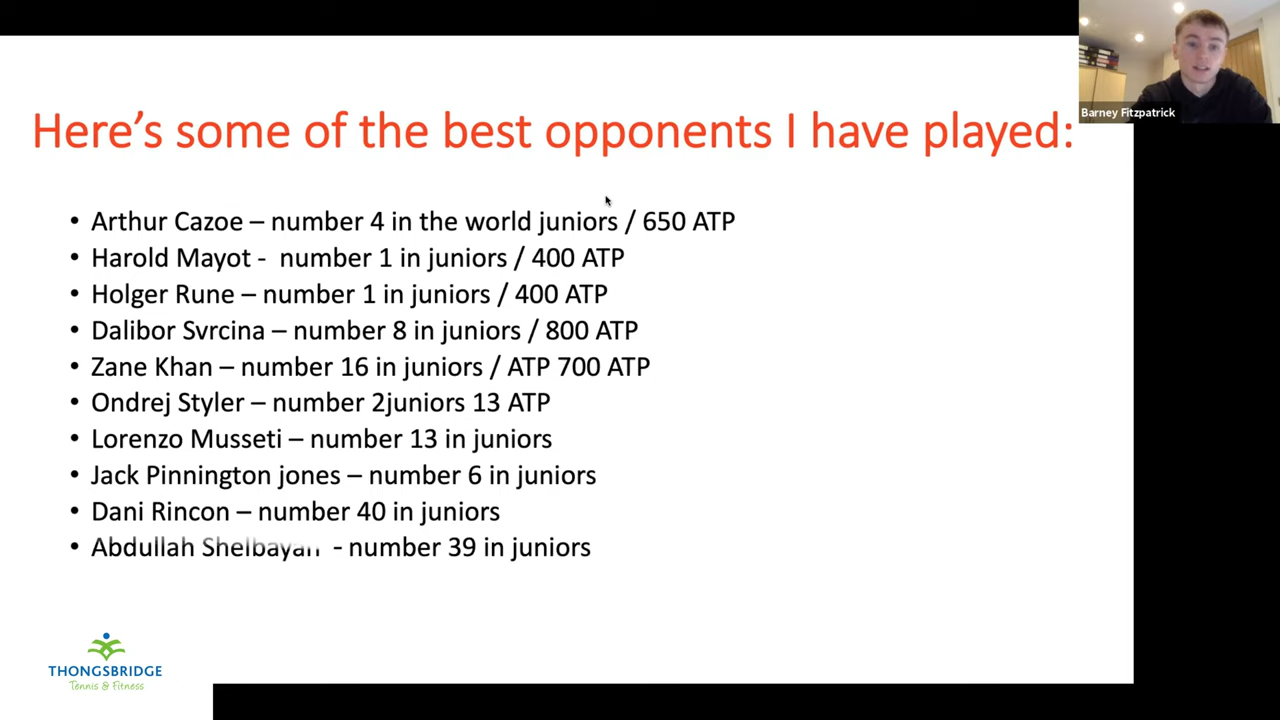 Here's some of the best opponents I have played:
Barney Fitzpatrick
• Arthur Cazoe – number 4 in the world juniors / 650 ATP
• Harold Mayot -  number 1 in juniors / 400 ATP
• Holger Rune – number 1 in juniors / 400 ATP
• Dalibor Svrcina – number 8 in juniors / 800 ATP
• Zane Khan – number 16 in juniors / ATP 700 ATP
• Ondrej Styler – number 2juniors 13 ATP
• Lorenzo Musseti – number 13 in juniors
• Jack Pinnington jones – number 6 in juniors
• Dani Rincon – number 40 in juniors
• Abdullah Shelbayah  - number 39 in juniors
THONGSBRIDGE
Tennis & Fitness